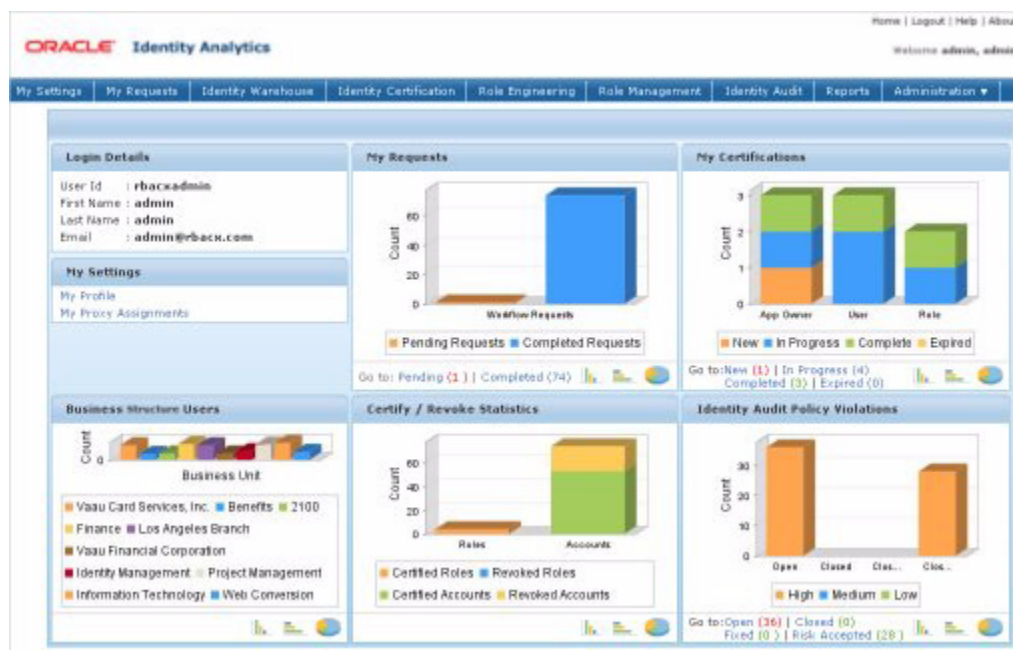 Home | Logout | Help | Abou
ORACLE Identity Analytics
Welcome admin, admin
My Settings My Requests Identity Warehouse Identity Certification Role Engineering Role Management Identity Audit Reports Administration ▼
Login Details
User Id : rbacxadmin
First Name : admin
Last Name : admin
Email : admin@rbacx.com
My Settings
My Profile
My Proxy Assignments
My Requests
Count
60
40
20
0
Workflow Requests
Pending Requests Completed Requests
Go to: Pending (1 ) | Completed (74)
My Certifications
Count
3
2
1
0
App Owner User Role
New In Progress Complete Expired
Go to:New (1) | In Progress (4)
Completed (3) | Expired (0)
Business Structure Users
Count
0
Business Unit
Vaau Card Services, Inc. Benefits 2100
Finance Los Angeles Branch
Vaau Financial Corporation
Identity Management Project Management
Information Technology Web Conversion
Certify / Revoke Statistics
Count
60
40
20
0
Roles Accounts
Certified Roles Revoked Roles
Certified Accounts Revoked Accounts
Identity Audit Policy Violations
Count
30
20
10
0
Open Closed Clos... Clos...
High Medium Low
Go to:Open (36) | Closed (0)
Fixed (0 ) | Risk Accepted (28 )